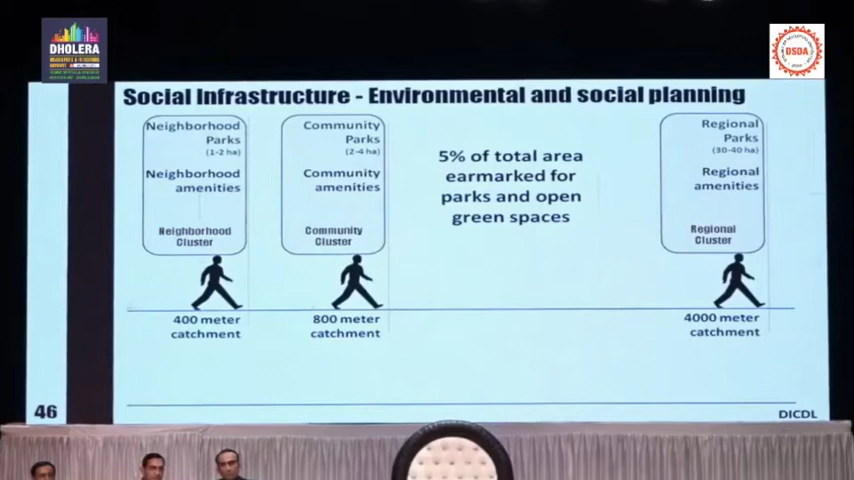 DHOLERA
DSDA
Social Infrastructure - Environmental and social planning
Neighborhood
Parks
(1-2 ha)
Neighborhood
amenities
Neighborhood
Cluster
Community
Parks
(2-4 ha)
Community
amenities
Community
Cluster
5% of total area
earmarked for
parks and open
green spaces
Regional
Parks
(30-40 ha)
Regional
amenities
Regional
Cluster
400 meter
catchment
800 meter
catchment
4000 meter
catchment
46
DICDL